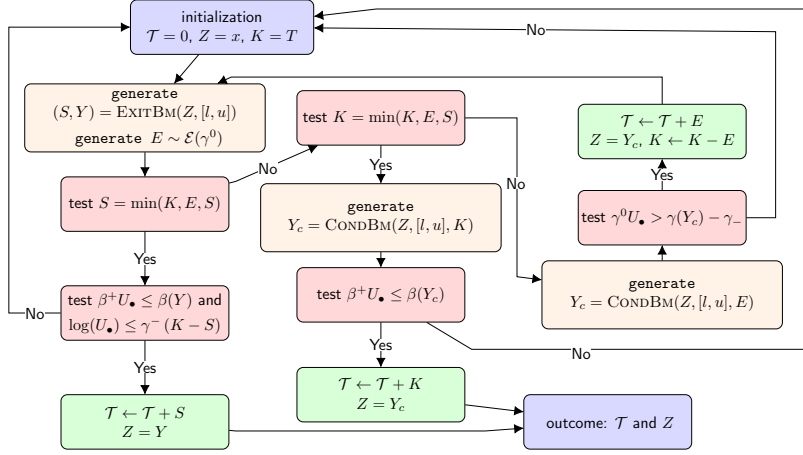 initialization
𝒯 = 0, Z = x, K = T
No
generate
(S, Y) = ExitBm(Z, [l, u])
generate E ∼ ℰ(γ⁰)
test K = min(K, E, S)
𝒯 ← 𝒯 + E
Z = Y_c, K ← K − E
No
Yes
No
Yes
test S = min(K, E, S)
generate
Y_c = CondBm(Z, [l, u], K)
test γ⁰U_• > γ(Y_c) − γ_−
Yes
generate
Y_c = CondBm(Z, [l, u], E)
test β⁺U_• ≤ β(Y) and
log(U_•) ≤ γ⁻ (K − S)
test β⁺U_• ≤ β(Y_c)
No
Yes
Yes
No
𝒯 ← 𝒯 + K
Z = Y_c
𝒯 ← 𝒯 + S
Z = Y
outcome: 𝒯 and Z